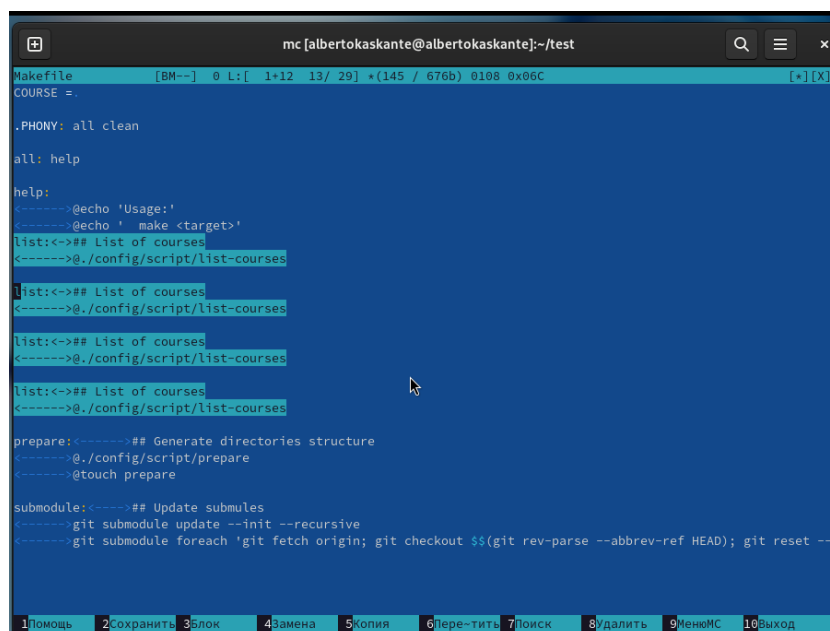 mc [albertokaskante@albertokaskante]:~/test
Makefile [BM--] 0 L:[ 1+12 13/ 29] *(145 / 676b) 0108 0x06C [*][X]
COURSE =.
.PHONY: all clean
all: help
help:
<------>@echo 'Usage:'
<------>@echo '  make <target>'
list:<->## List of courses
<------>@./config/script/list-courses
list:<->## List of courses
<------>@./config/script/list-courses
list:<->## List of courses
<------>@./config/script/list-courses
list:<->## List of courses
<------>@./config/script/list-courses
prepare:<------>## Generate directories structure
<------>@./config/script/prepare
<------>@touch prepare
submodule:<---->## Update submules
<------>git submodule update --init --recursive
<------>git submodule foreach 'git fetch origin; git checkout $$(git rev-parse --abbrev-ref HEAD); git reset --
1Помощь 2Сохранить 3Блок 4Замена 5Копия 6Пере~тить 7Поиск 8Удалить 9МенюМС 10Выход